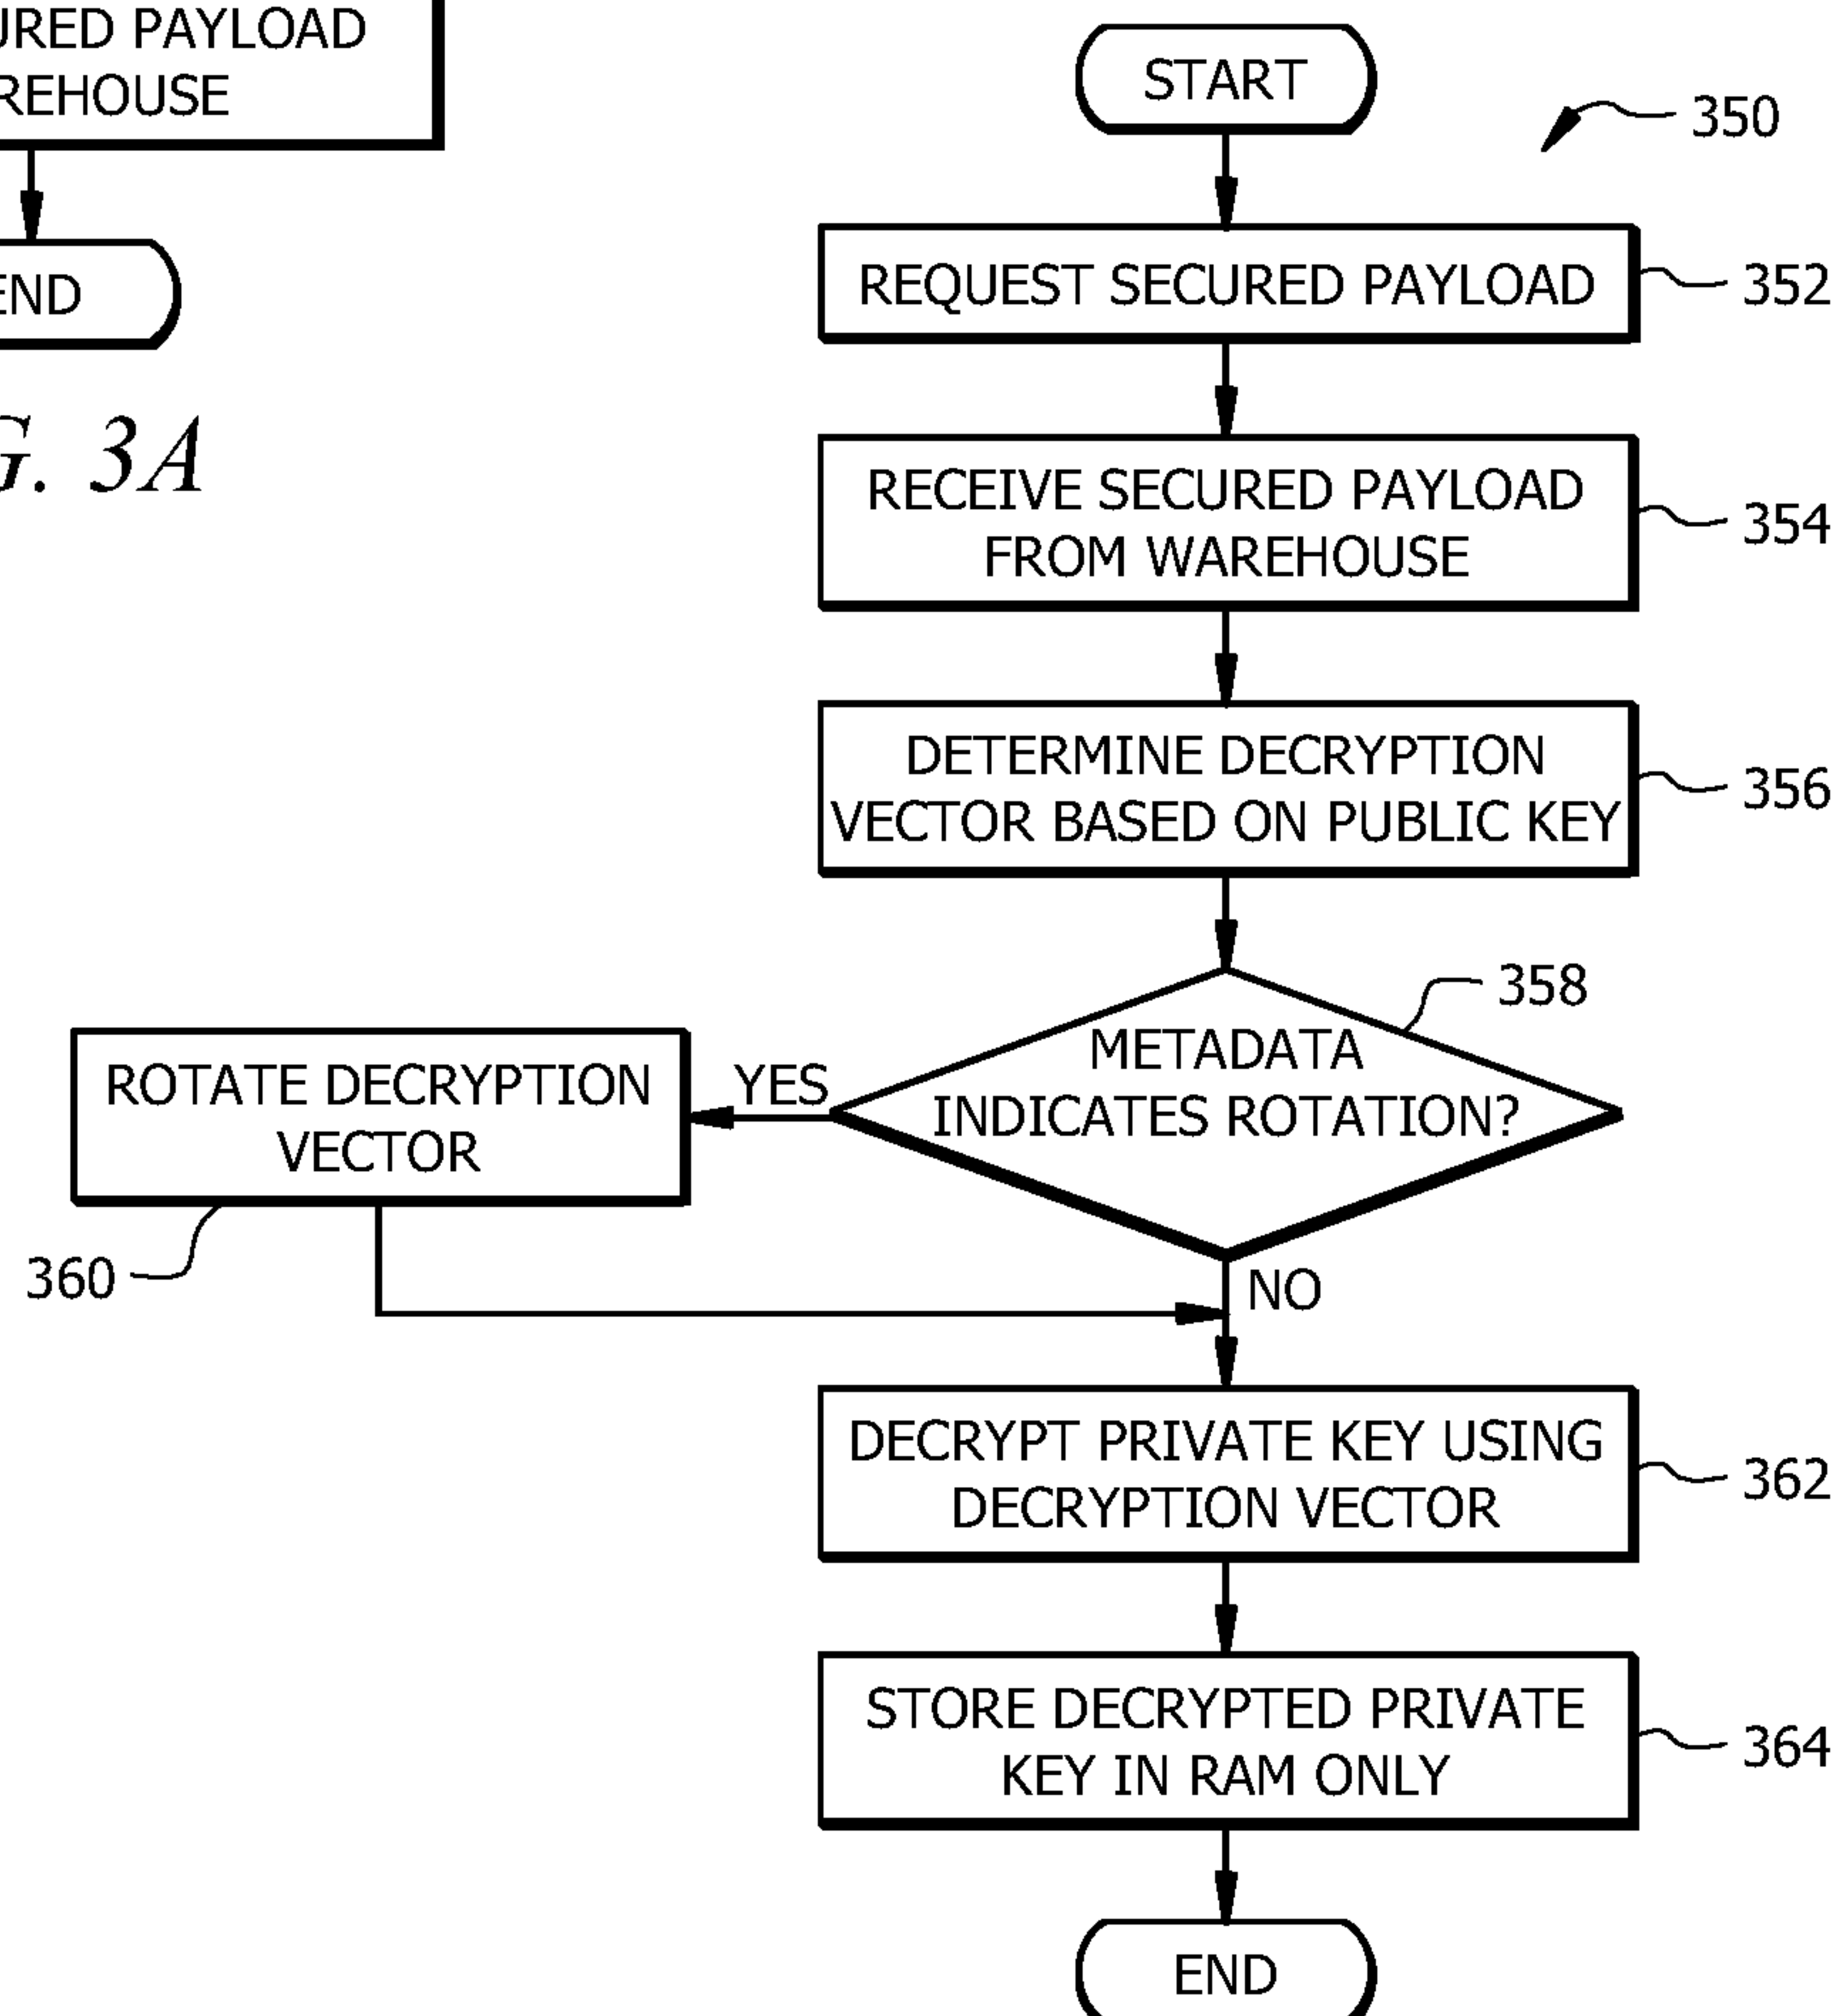 PAYLOAD
END
3A
START
350
REQUEST SECURED PAYLOAD
352
RECEIVE SECURED PAYLOAD
FROM WAREHOUSE
354
DETERMINE DECRYPTION
VECTOR BASED ON PUBLIC KEY
356
358
METADATA
INDICATES ROTATION?
YES
ROTATE DECRYPTION
VECTOR
360
NO
DECRYPT PRIVATE KEY USING
DECRYPTION VECTOR
362
STORE DECRYPTED PRIVATE
KEY IN RAM ONLY
364
END